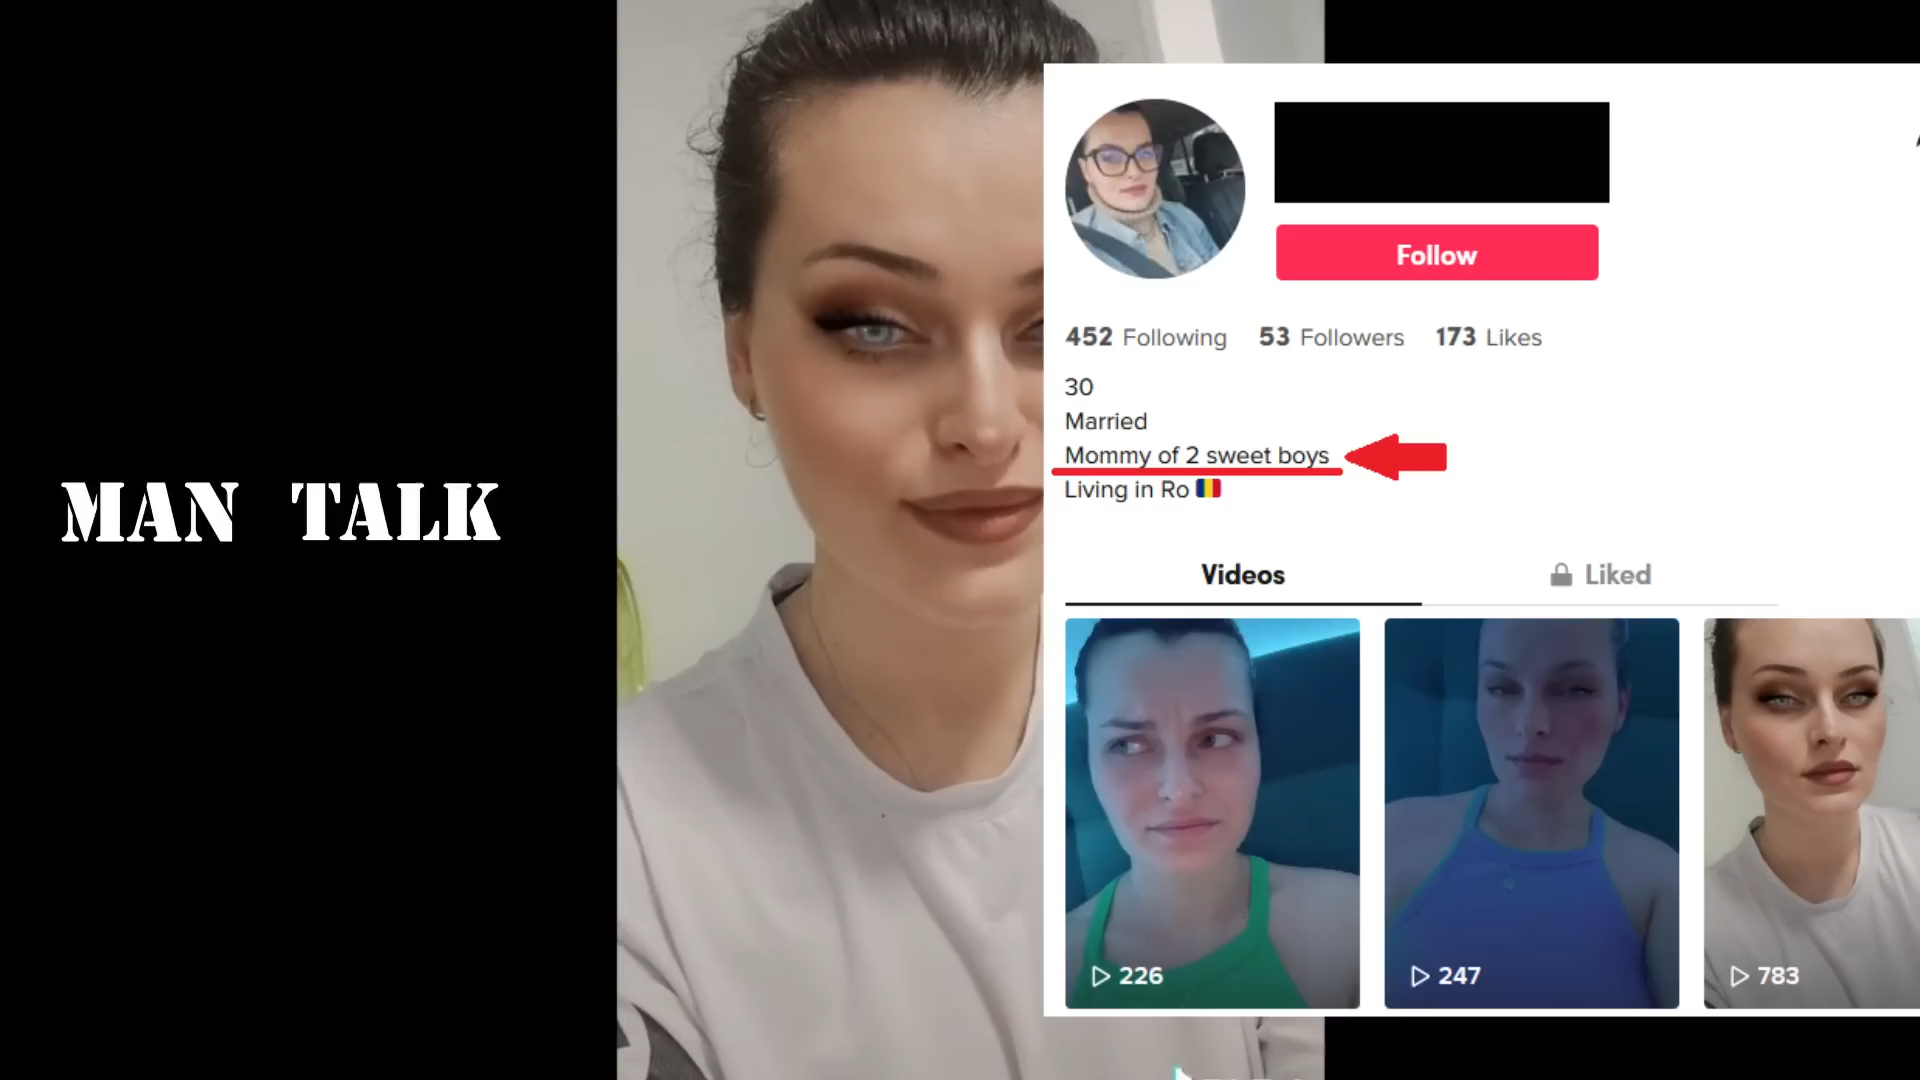 MAN TALK
Follow
452 Following 53 Followers 173 Likes
30
Married
Mommy of 2 sweet boys
Living in Ro 🇷🇴
Videos Liked
226 247 783